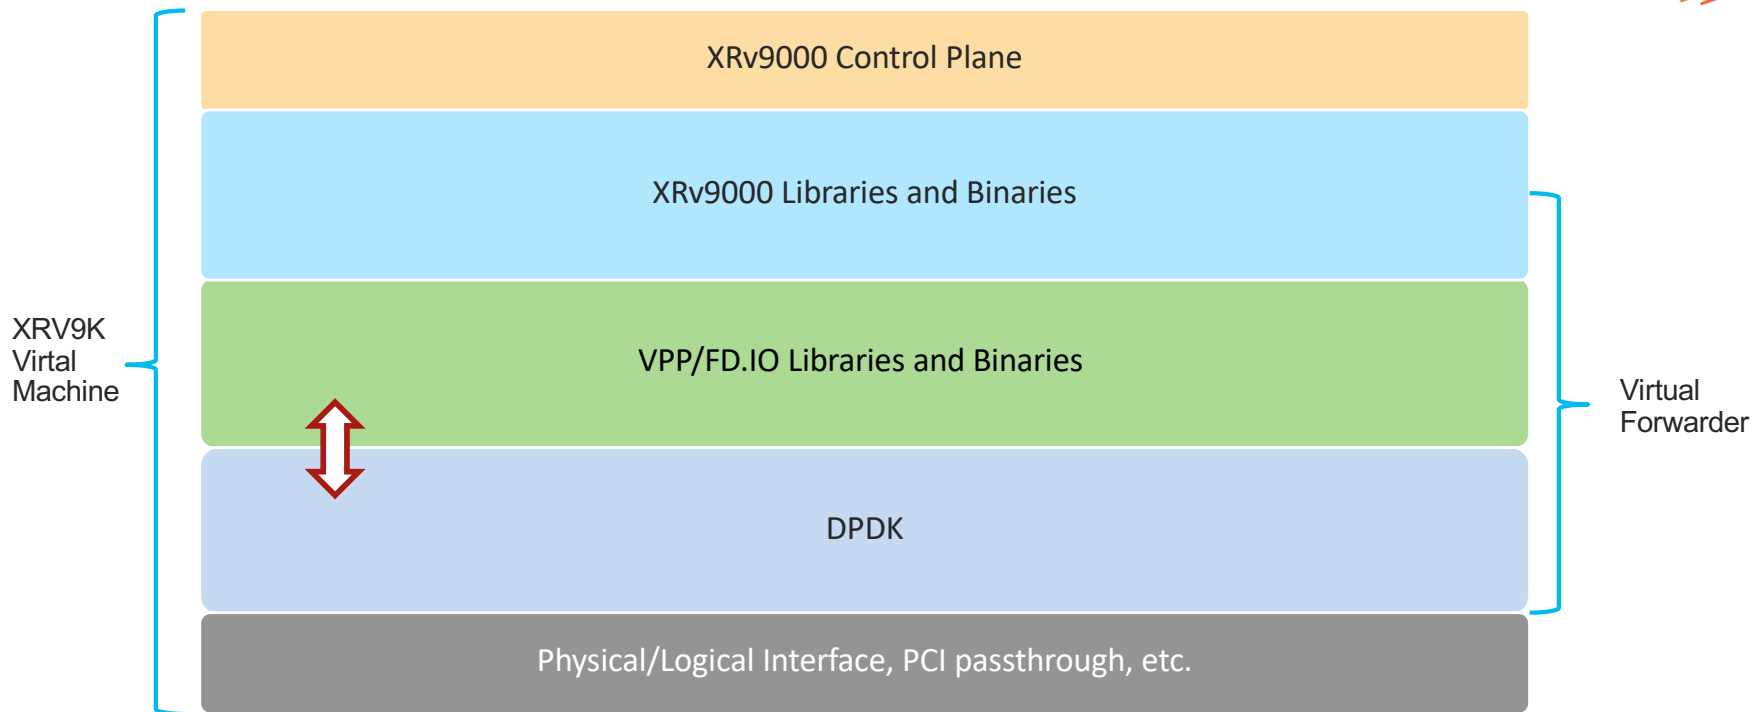 XRv9000 Control Plane
XRv9000 Libraries and Binaries
XRV9K
Virtal
Machine
VPP/FD.IO Libraries and Binaries
Virtual
Forwarder
DPDK
Physical/Logical Interface, PCI passthrough, etc.